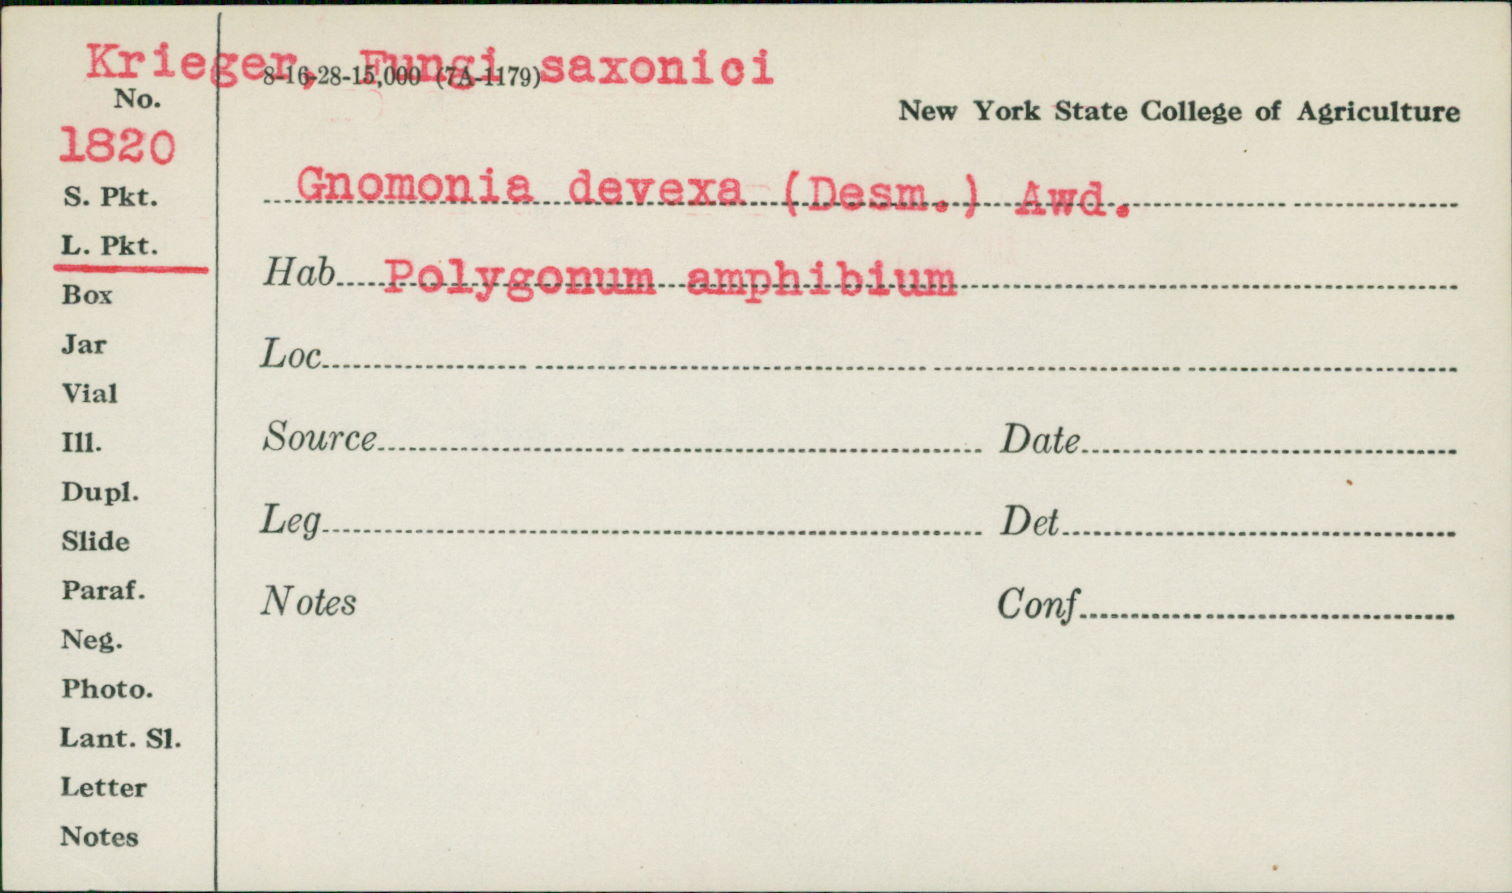 Krieger, Fungi saxonici
8-16-28-15,000 (7A-1179)
No.
New York State College of Agriculture
1820
S. Pkt.
Gnomonia devexa (Desm.) Awd.
L. Pkt.
Hab Polygonum amphibium
Box
Jar
Loc
Vial
Ill.
Source Date
Dupl.
Slide
Leg Det
Paraf.
Notes Conf
Neg.
Photo.
Lant. Sl.
Letter
Notes